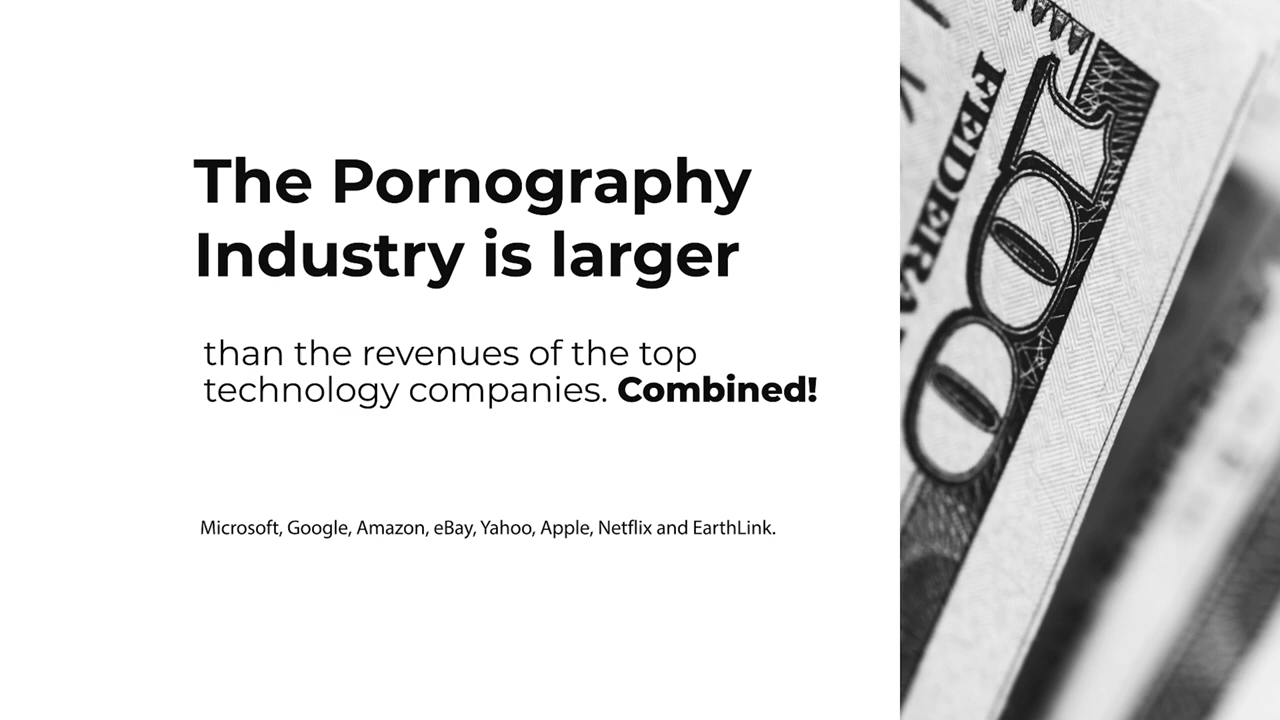 The Pornography
Industry is larger
than the revenues of the top
technology companies. Combined!
Microsoft, Google, Amazon, eBay, Yahoo, Apple, Netflix and EarthLink.
100